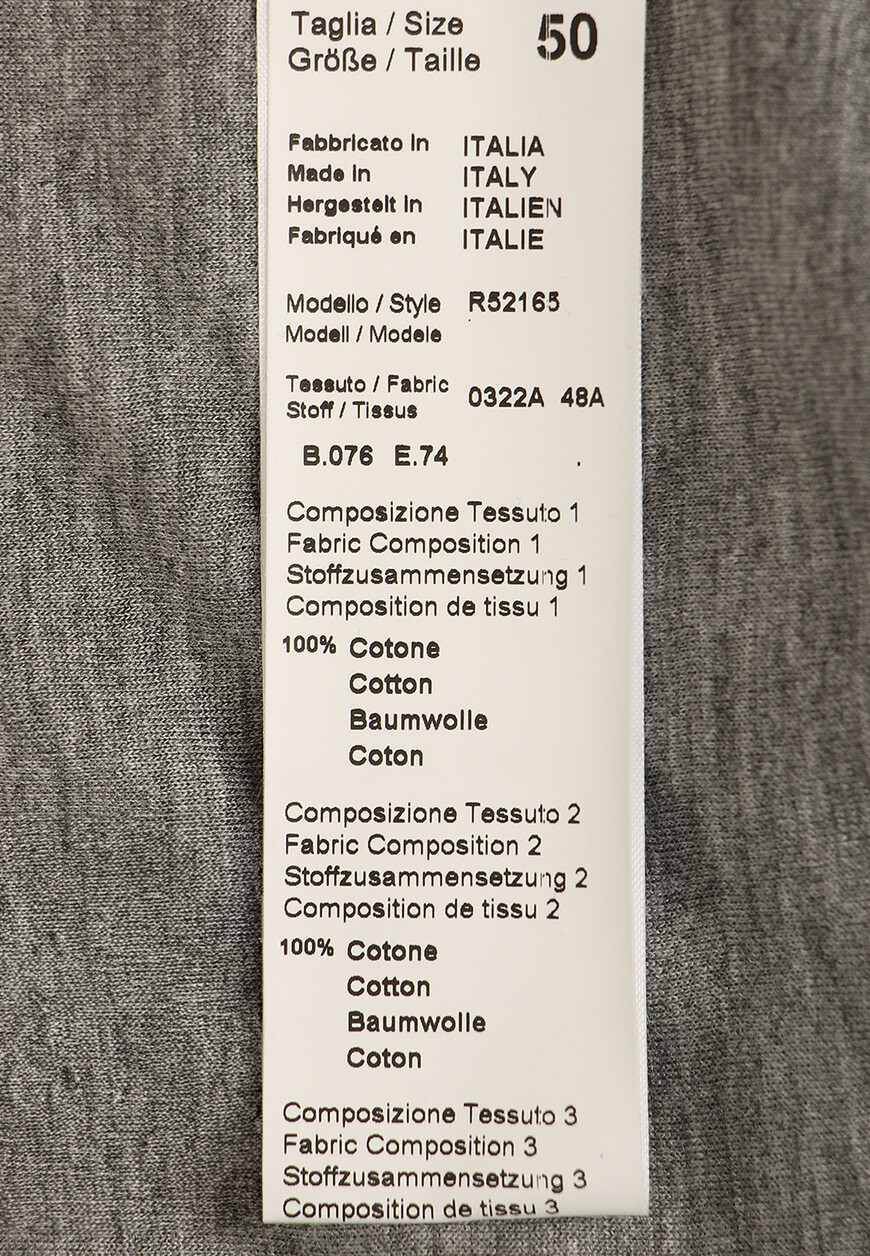 Taglia / Size 50
Größe / Taille
Fabbricato in ITALIA
Made in ITALY
Hergestelt in ITALIEN
Fabriqué en ITALIE
Modello / Style R52165
Modell / Modele
Tessuto / Fabric 0322A 48A
Stoff / Tissus
B.076 E.74
Composizione Tessuto 1
Fabric Composition 1
Stoffzusammensetzung 1
Composition de tissu 1
100% Cotone
Cotton
Baumwolle
Coton
Composizione Tessuto 2
Fabric Composition 2
Stoffzusammensetzung 2
Composition de tissu 2
100% Cotone
Cotton
Baumwolle
Coton
Composizione Tessuto 3
Fabric Composition 3
Stoffzusammensetzung 3
Composition de tissu 3